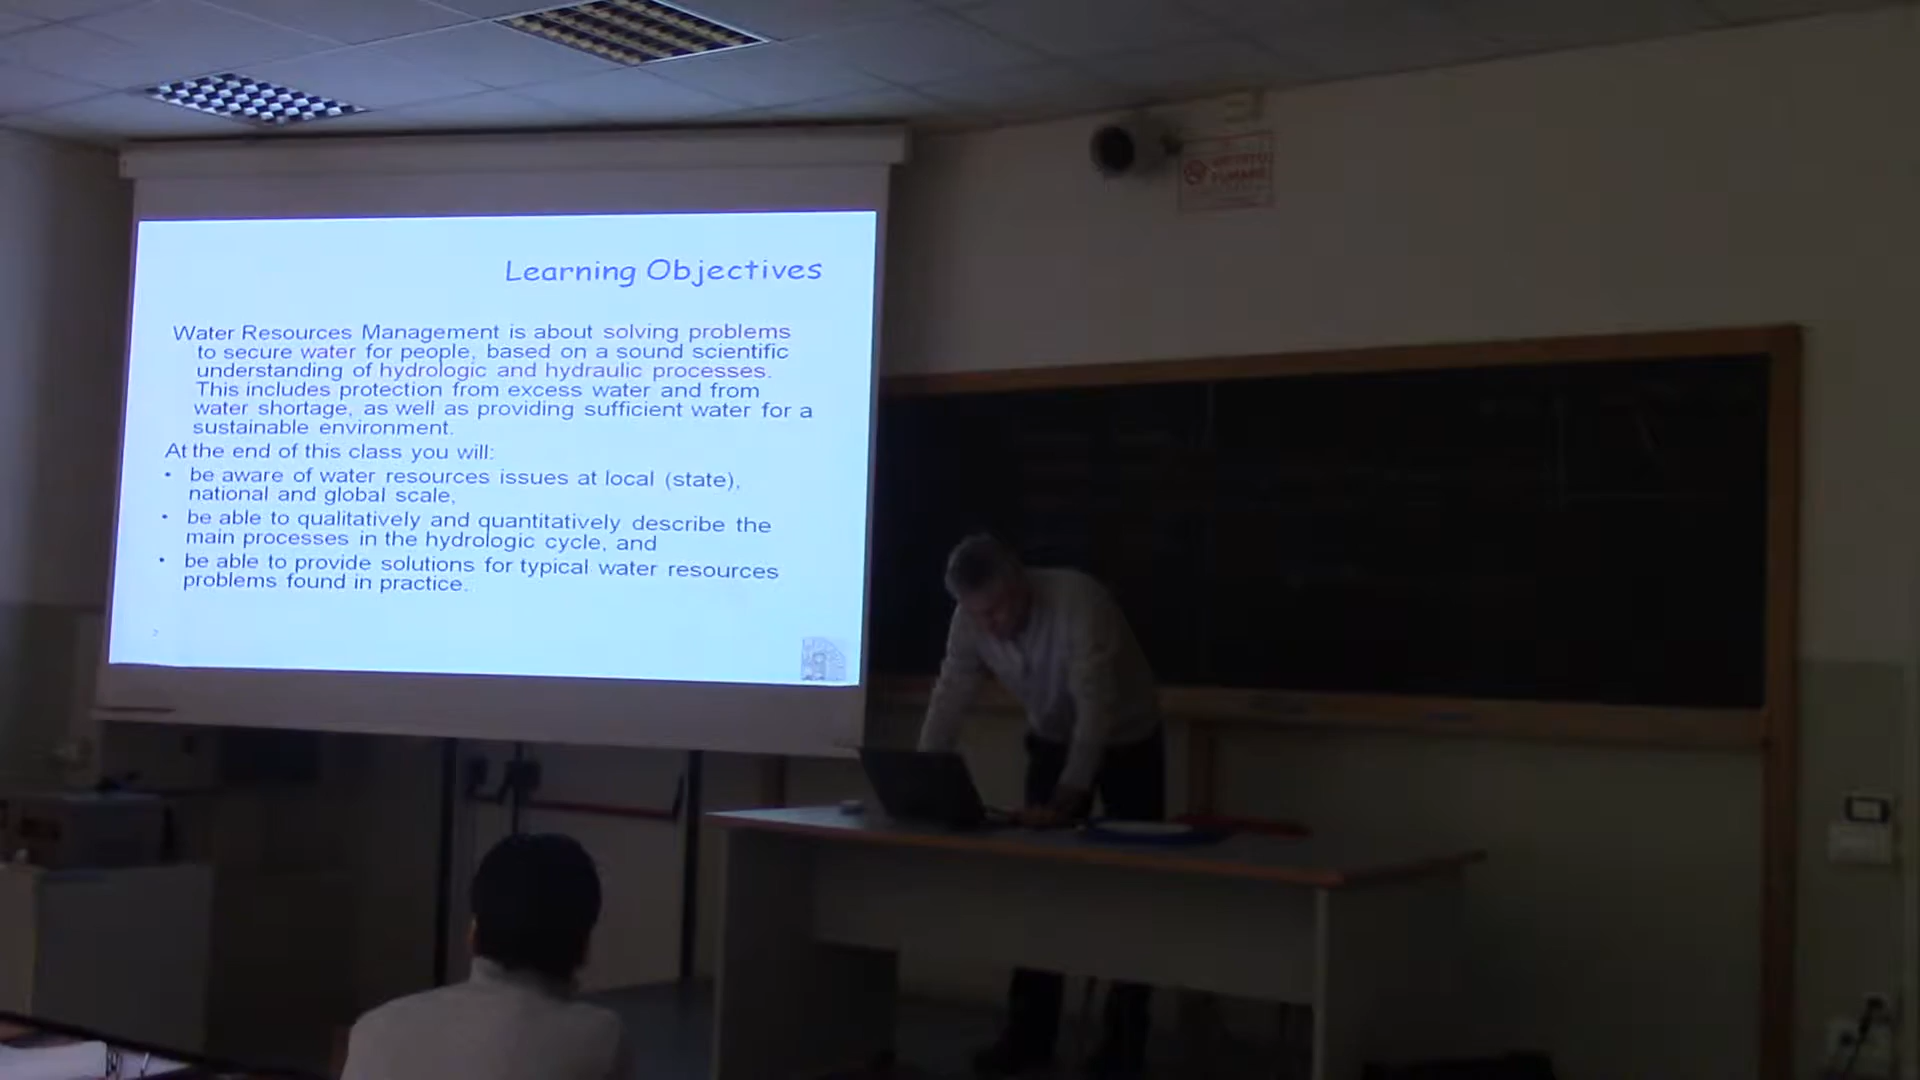 Learning Objectives
Water Resources Management is about solving problems
to secure water for people, based on a sound scientific
understanding of hydrologic and hydraulic processes.
This includes protection from excess water and from
water shortage, as well as providing sufficient water for a
sustainable environment.
At the end of this class you will:
• be aware of water resources issues at local (state),
national and global scale,
• be able to qualitatively and quantitatively describe the
main processes in the hydrologic cycle, and
• be able to provide solutions for typical water resources
problems found in practice.
2
FUMARE